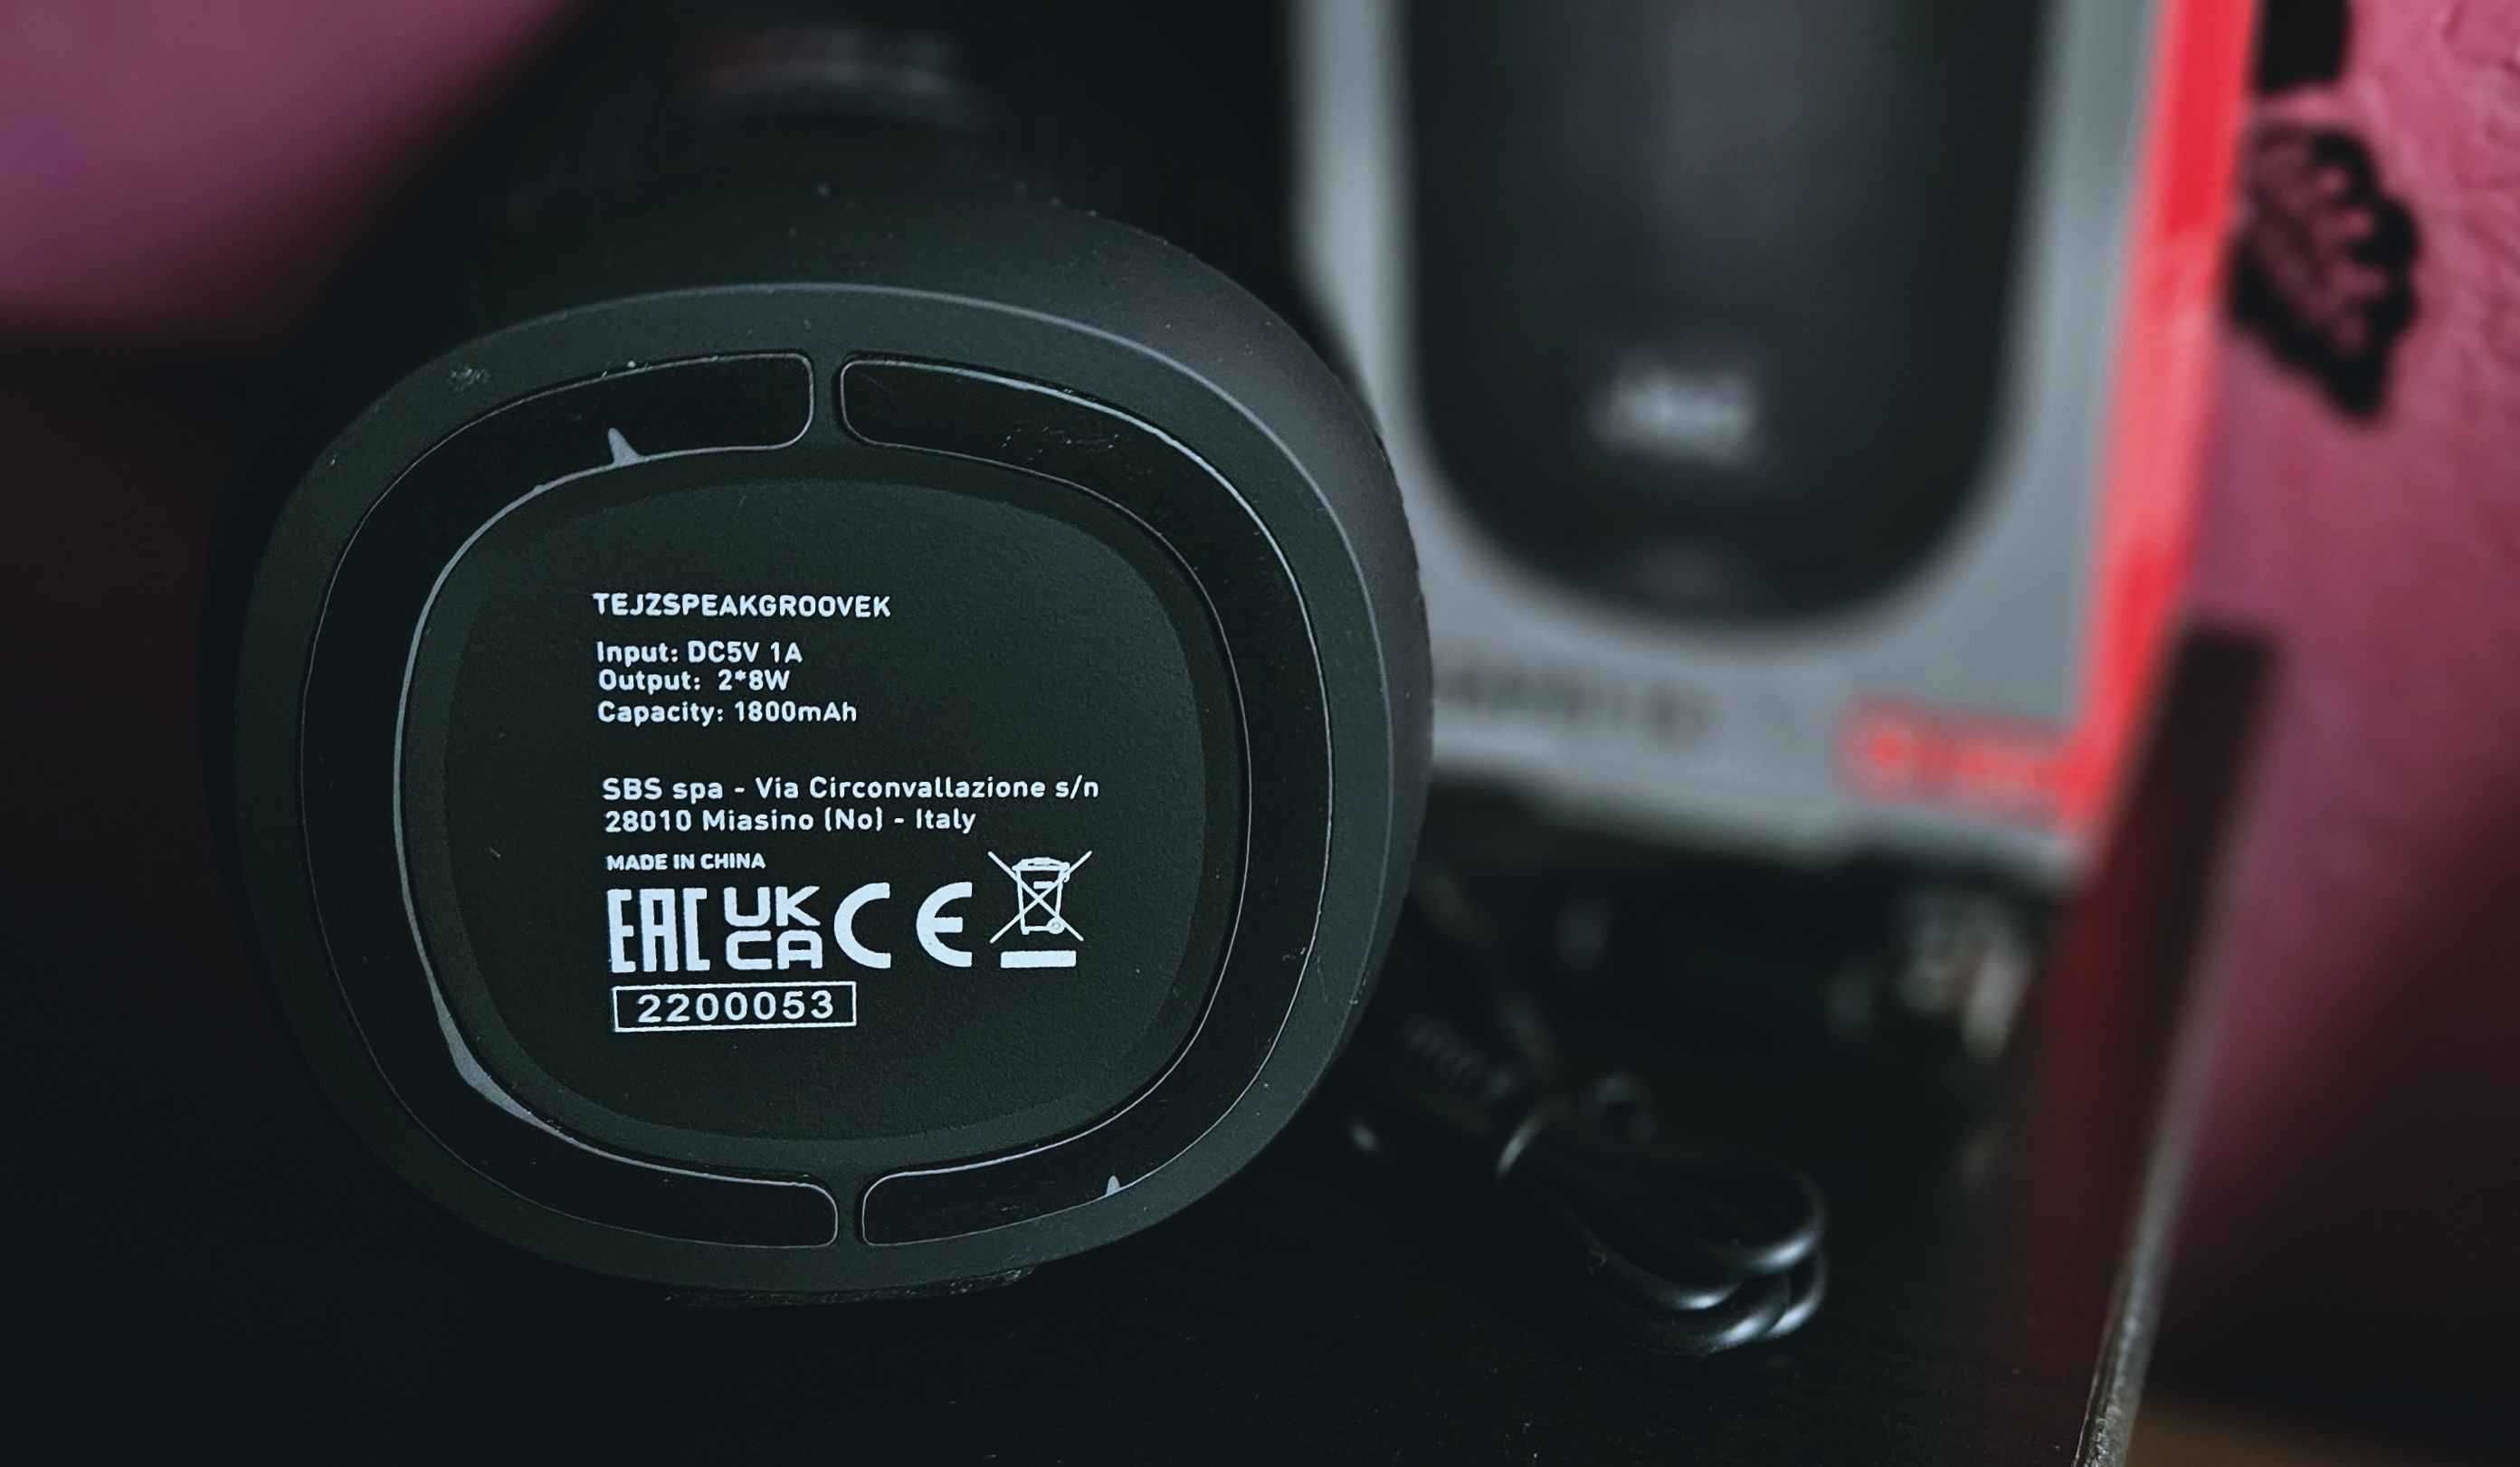 TEJZSPEAKGROOVEK
Input: DC5V 1A
Output: 2*8W
Capacity: 1800mAh
SBS spa - Via Circonvallazione s/n
28010 Miasino (No) - Italy
MADE IN CHINA
EAC UK CA CE
2200053